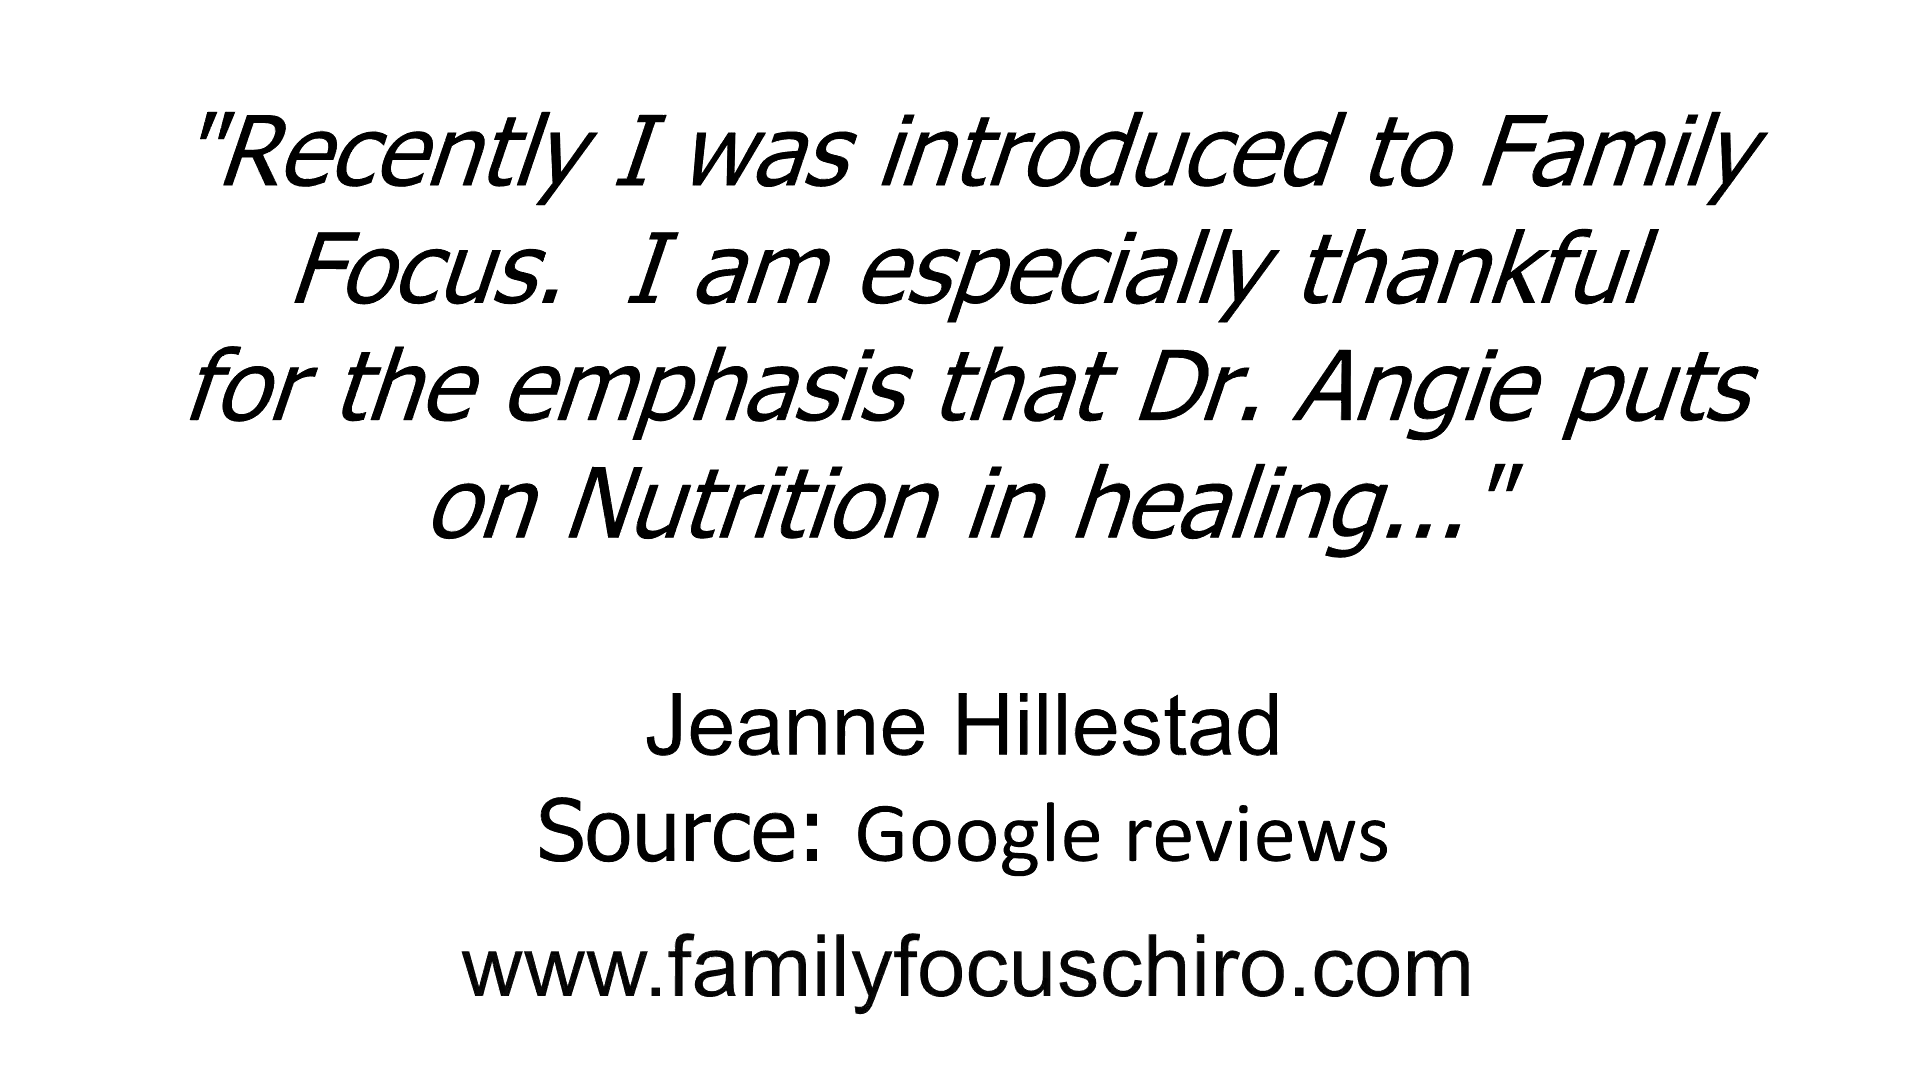 "Recently I was introduced to Family
Focus.  I am especially thankful
for the emphasis that Dr. Angie puts
on Nutrition in healing..."
Jeanne Hillestad
Source: Google reviews
www.familyfocuschiro.com